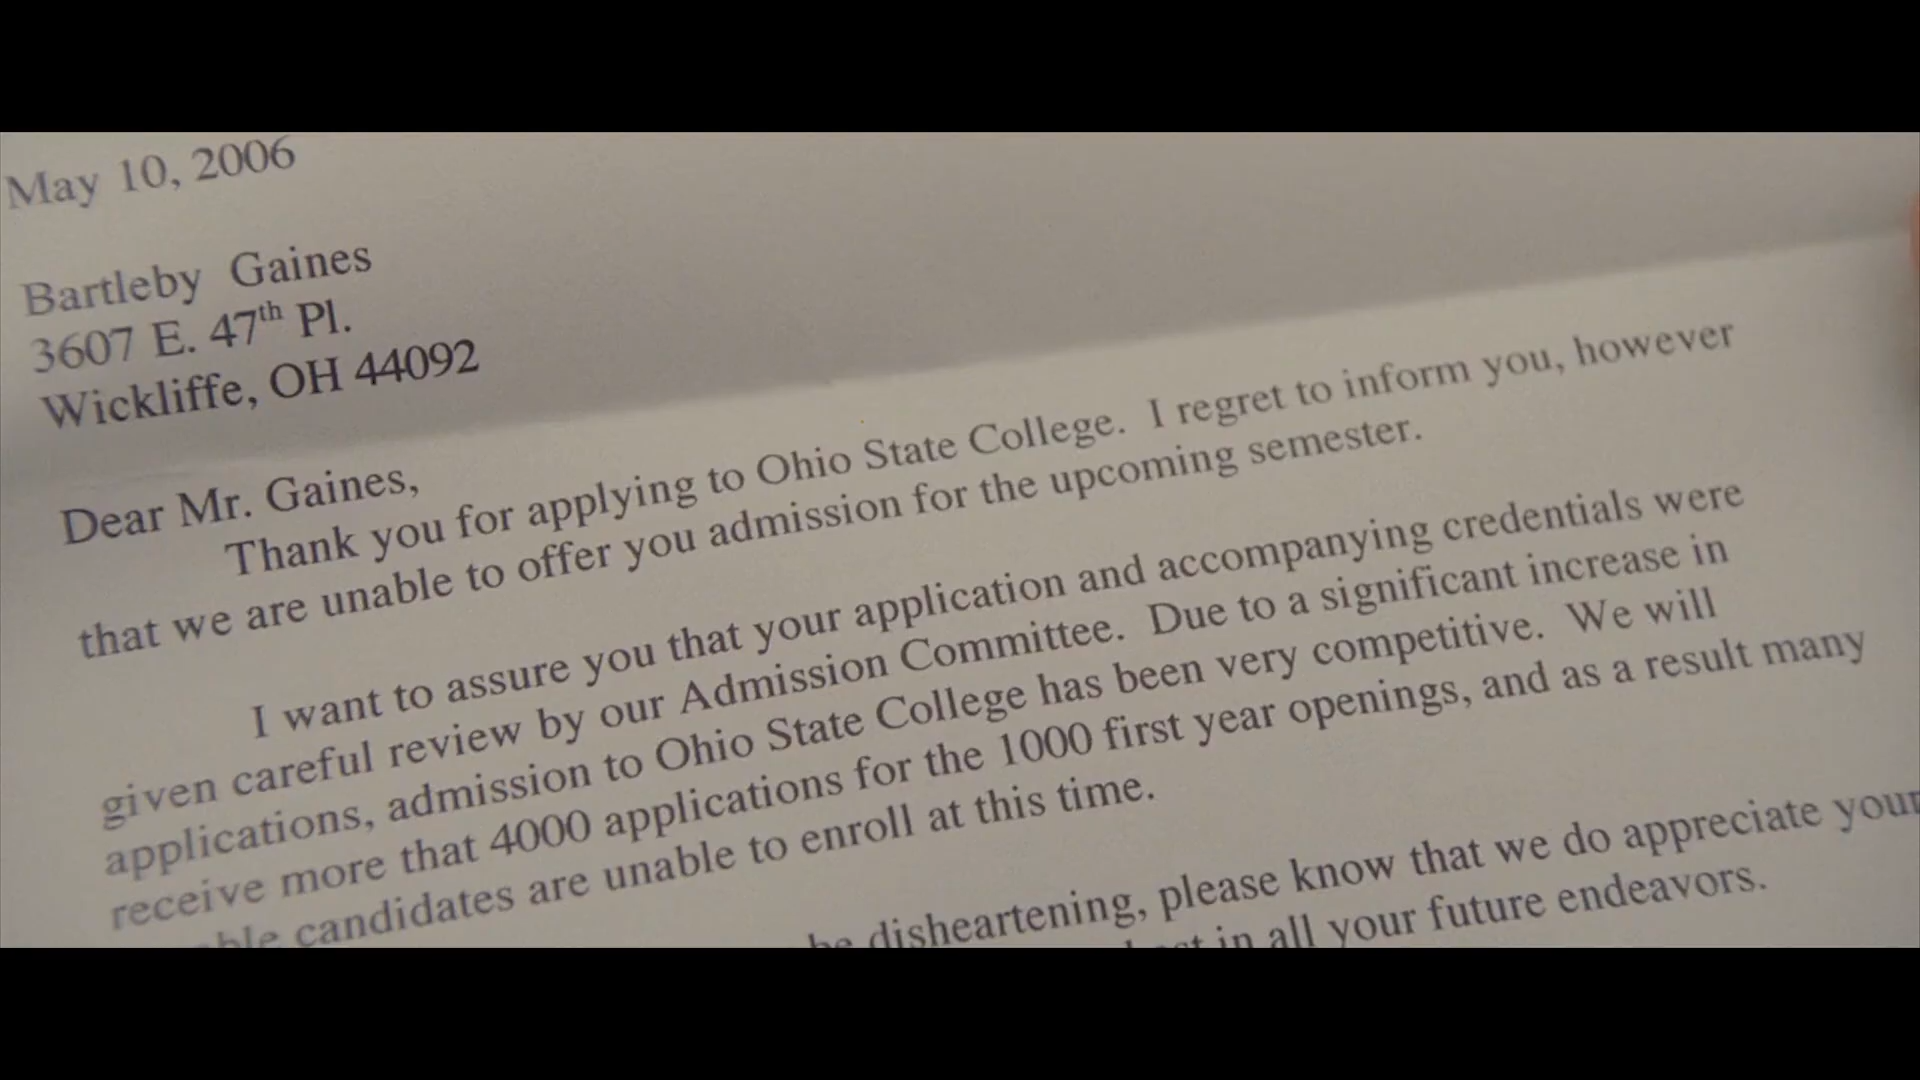 May 10, 2006
Bartleby Gaines
3607 E. 47th Pl.
Wickliffe, OH 44092
Dear Mr. Gaines,
Thank you for applying to Ohio State College. I regret to inform you, however
that we are unable to offer you admission for the upcoming semester.
I want to assure you that your application and accompanying credentials were
given careful review by our Admission Committee. Due to a significant increase in
applications, admission to Ohio State College has been very competitive. We will
receive more that 4000 applications for the 1000 first year openings, and as a result many
candidates are unable to enroll at this time.
be disheartening, please know that we do appreciate your
in all your future endeavors.